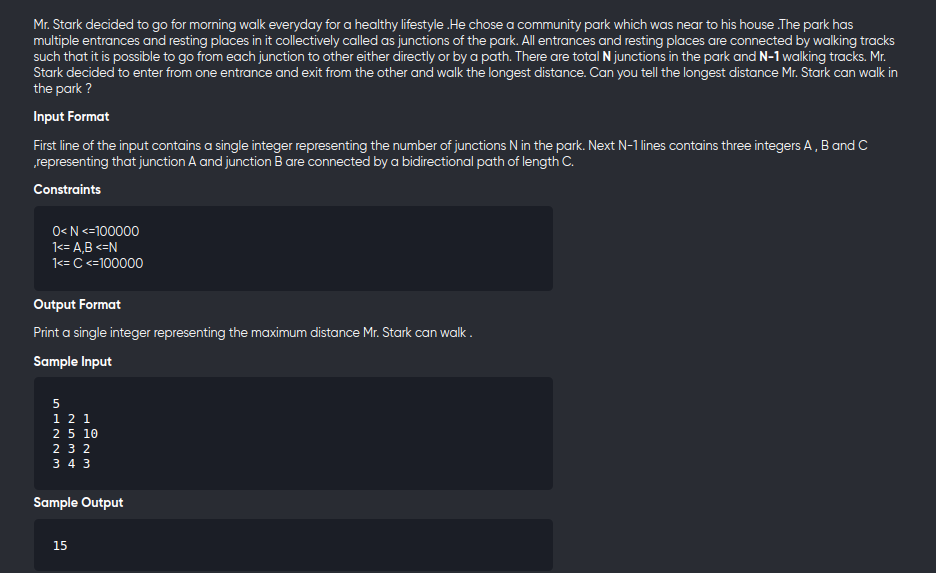 Mr. Stark decided to go for morning walk everyday for a healthy lifestyle .He chose a community park which was near to his house .The park has
multiple entrances and resting places in it collectively called as junctions of the park. All entrances and resting places are connected by walking tracks
such that it is possible to go from each junction to other either directly or by a path. There are total N junctions in the park and N-1 walking tracks. Mr.
Stark decided to enter from one entrance and exit from the other and walk the longest distance. Can you tell the longest distance Mr. Stark can walk in
the park ?
Input Format
First line of the input contains a single integer representing the number of junctions N in the park. Next N-1 lines contains three integers A , B and C
,representing that junction A and junction B are connected by a bidirectional path of length C.
Constraints
0< N <=100000
1<= A,B <=N
1<= C <=100000
Output Format
Print a single integer representing the maximum distance Mr. Stark can walk .
Sample Input
5
1 2 1
2 5 10
2 3 2
3 4 3
Sample Output
15